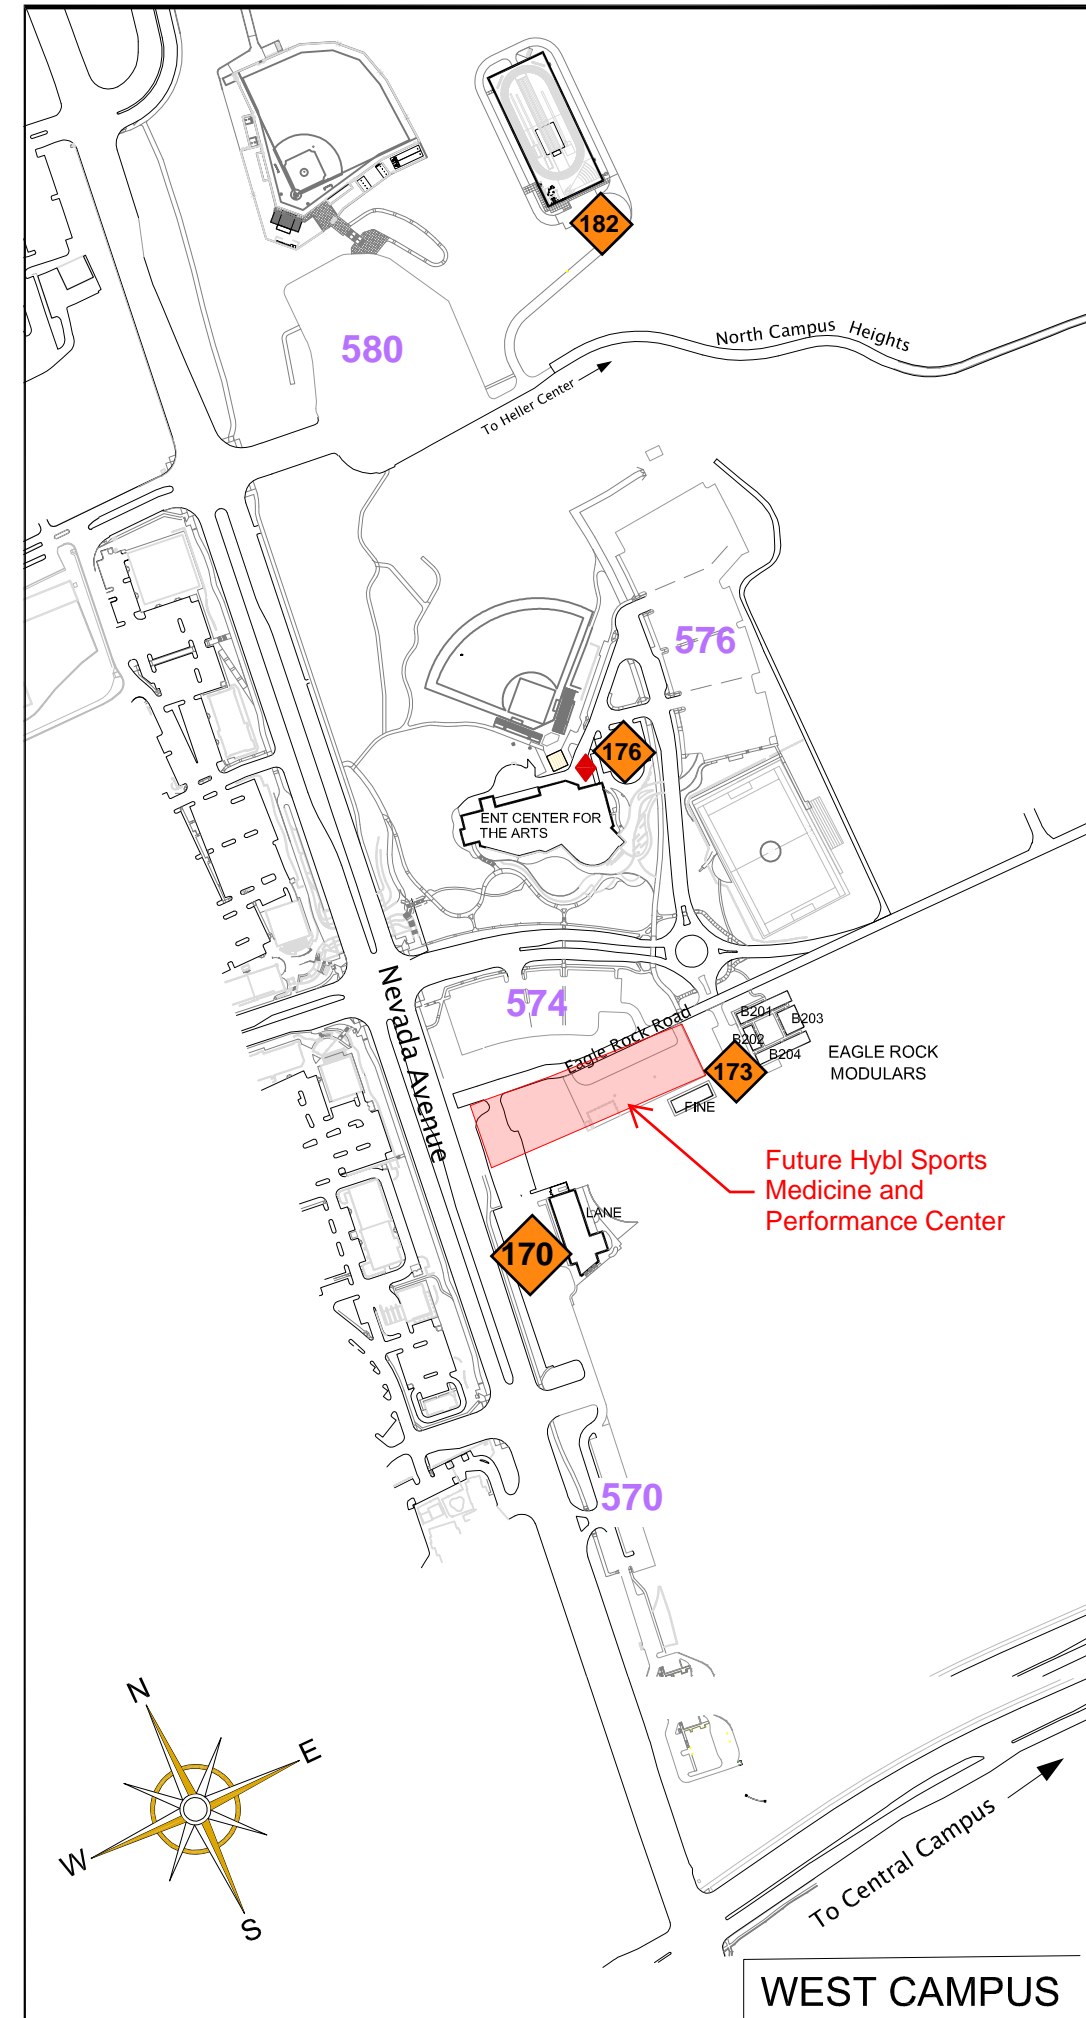 182
580
North Campus Heights
To Heller Center
576
176
ENT CENTER FOR
THE ARTS
Nevada Avenue
574
Eagle Rock Road
B201
B203
B202
B204
EAGLE ROCK
MODULARS
173
FINE
Future Hybl Sports
Medicine and
Performance Center
LANE
170
570
N
E
W
S
To Central Campus
WEST CAMPUS